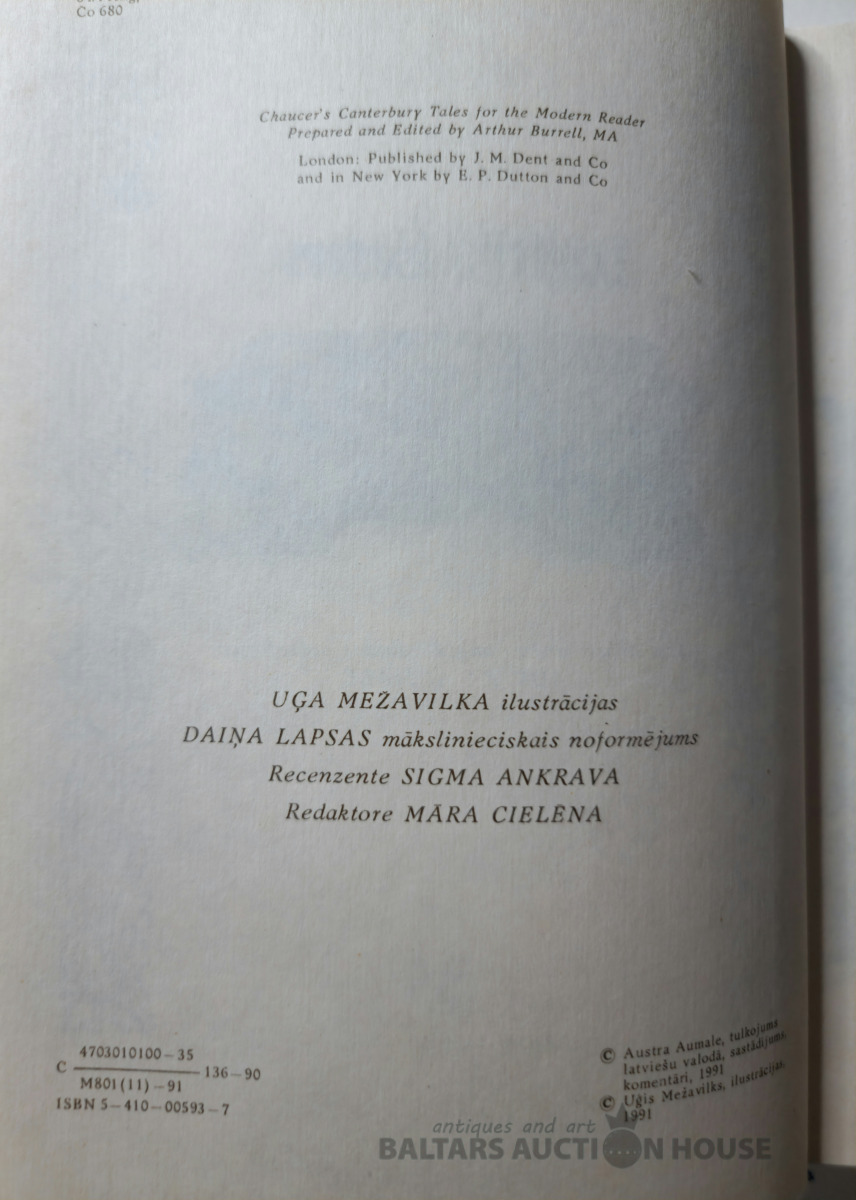 Co 680
Chaucer's Canterbury Tales for the Modern Reader
Prepared and Edited by Arthur Burrell, MA
London: Published by J. M. Dent and Co
and in New York by E. P. Dutton and Co
UĢA MEŽAVILKA ilustrācijas
DAIŅA LAPSAS mākslinieciskais noformējums
Recenzente SIGMA ANKRAVA
Redaktore MĀRA CIELĒNA
C 4703010100–35
M801(11)–91 136–90
ISBN 5–410–00593–7
© Austra Aumale, tulkojums
latviešu valodā, sastādījums,
komentāri, 1991
© Uģis Mežavilks, ilustrācijas,
1991
antiques and art
BALTARS AUCTION HOUSE